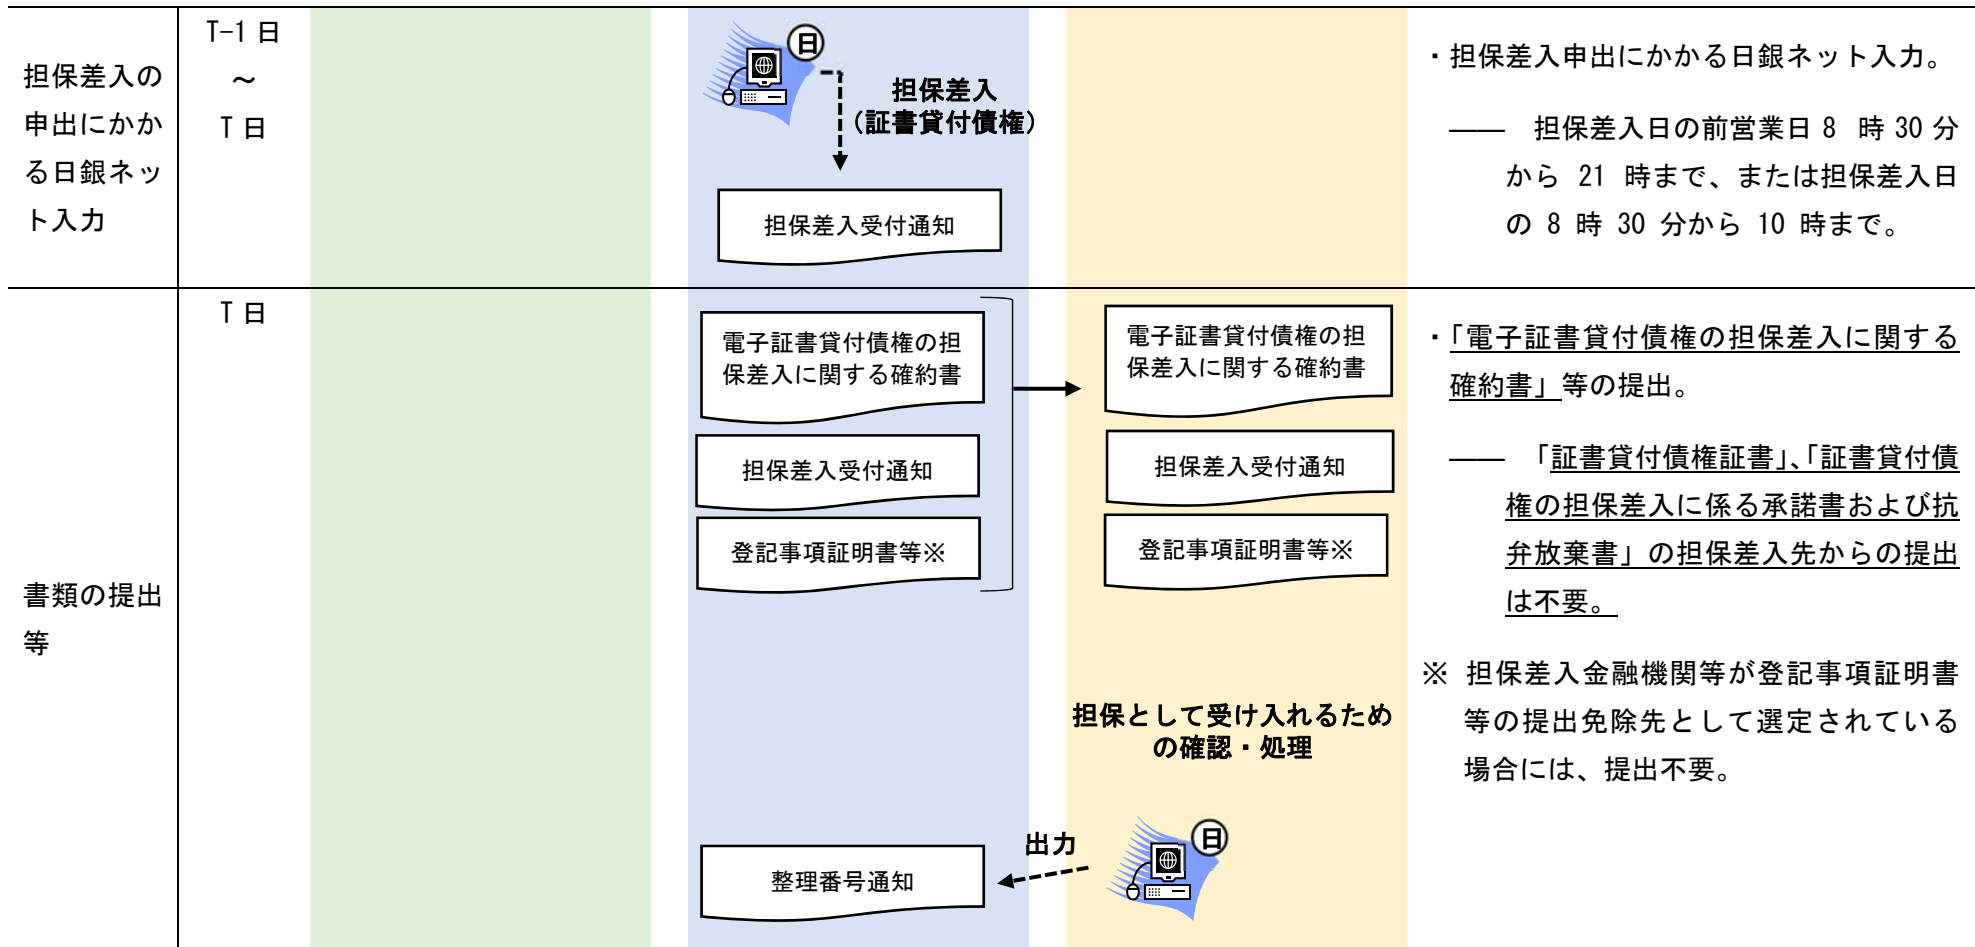 担保差入の
申出にかか
る日銀ネッ
ト入力
T-1 日
～
T 日
日
担保差入
(証書貸付債権)
担保差入受付通知
・担保差入申出にかかる日銀ネット入力。
―― 担保差入日の前営業日 8 時 30 分
から 21 時まで、または担保差入日
の 8 時 30 分から 10 時まで。
書類の提出
等
T 日
電子証書貸付債権の担
保差入に関する確約書
担保差入受付通知
登記事項証明書等※
電子証書貸付債権の担
保差入に関する確約書
担保差入受付通知
登記事項証明書等※
担保として受け入れるため
の確認・処理
日
出力
整理番号通知
・「電子証書貸付債権の担保差入に関する
確約書」等の提出。
―― 「証書貸付債権証書」、「証書貸付債
権の担保差入に係る承諾書および抗
弁放棄書」の担保差入先からの提出
は不要。
※ 担保差入金融機関等が登記事項証明書
等の提出免除先として選定されている
場合には、提出不要。